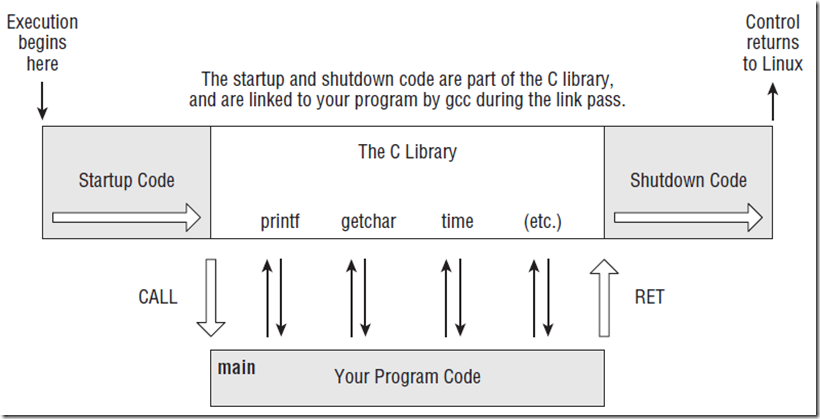 Execution
begins
here
Control
returns
to Linux
The startup and shutdown code are part of the C library,
and are linked to your program by gcc during the link pass.
The C Library
Startup Code
Shutdown Code
printf getchar time (etc.)
CALL
RET
main
Your Program Code